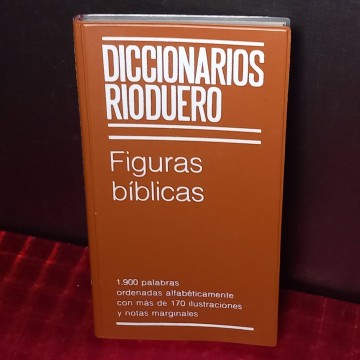 DICCIONARIOS
RIODUERO
Figuras
bíblicas
1.900 palabras
ordenadas alfabéticamente
con más de 170 ilustraciones
y notas marginales